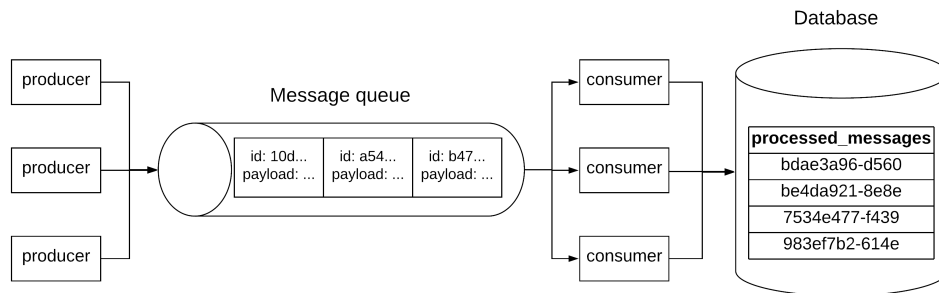 Database
producer
consumer
Message queue
processed_messages
id: 10d... id: a54... id: b47...
producer
consumer
bdae3a96-d560
payload: ... payload: ... payload: ...
be4da921-8e8e
7534e477-f439
producer
consumer
983ef7b2-614e